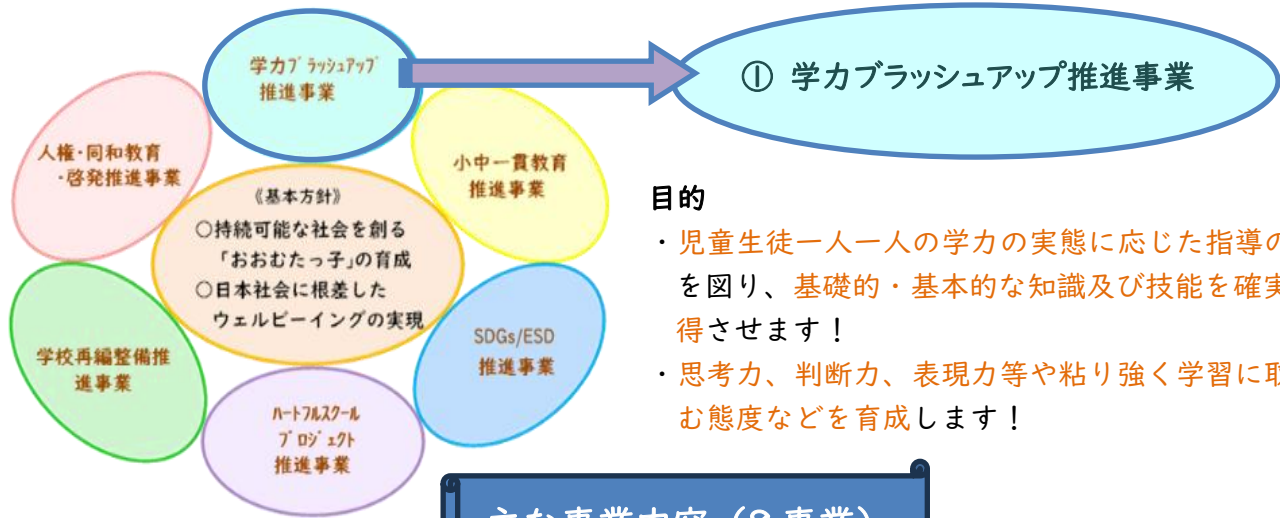 学力ブラッシュアップ
推進事業
① 学力ブラッシュアップ推進事業
人権・同和教育
・啓発推進事業
小中一貫教育
推進事業
《基本方針》
○持続可能な社会を創る
「おおむたっ子」の育成
○日本社会に根差した
ウェルビーイングの実現
学校再編整備推
進事業
SDGs/ESD
推進事業
ハートフルスクール
プロジェクト
推進事業
目的
・児童生徒一人一人の学力の実態に応じた指導の
を図り、基礎的・基本的な知識及び技能を確実
得させます！
・思考力、判断力、表現力等や粘り強く学習に取
む態度などを育成します！
主な事業内容